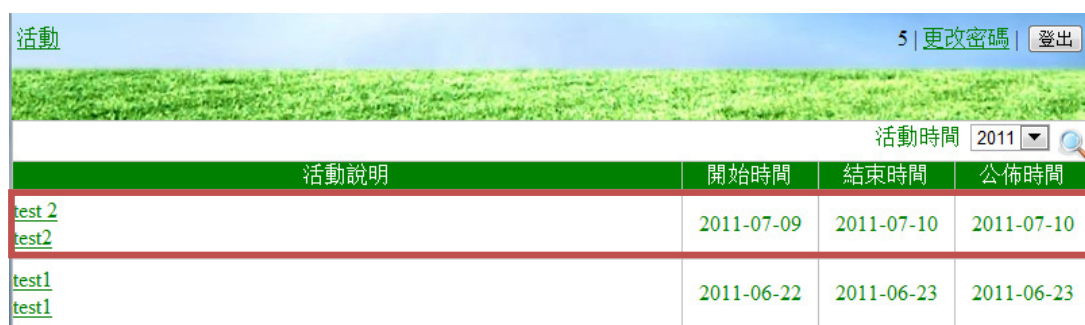 活動 5 | 更改密碼 | 登出
活動時間 2011
活動說明 開始時間 結束時間 公佈時間
test 2
test2 2011-07-09 2011-07-10 2011-07-10
test1
test1 2011-06-22 2011-06-23 2011-06-23